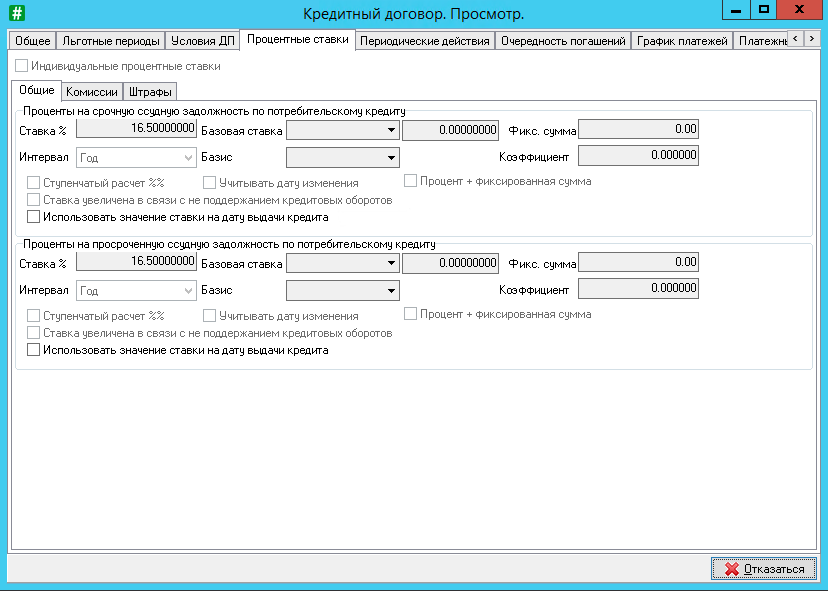 #
Кредитный договор. Просмотр.
Общее Льготные периоды Условия ДП Процентные ставки Периодические действия Очередность погашений График платежей Платежны
Индивидуальные процентные ставки
Общие Комиссии Штрафы
Проценты на срочную ссудную задолжность по потребительскому кредиту
Ставка % 16.50000000 Базовая ставка 0.00000000 Фикс. сумма 0.00
Интервал Год Базис Коэффициент 0.000000
Ступенчатый расчет %% Учитывать дату изменения Процент + фиксированная сумма
Ставка увеличена в связи с не поддержанием кредитовых оборотов
Использовать значение ставки на дату выдачи кредита
Проценты на просроченную ссудную задолжность по потребительскому кредиту
Ставка % 16.50000000 Базовая ставка 0.00000000 Фикс. сумма 0.00
Интервал Год Базис Коэффициент 0.000000
Ступенчатый расчет %% Учитывать дату изменения Процент + фиксированная сумма
Ставка увеличена в связи с не поддержанием кредитовых оборотов
Использовать значение ставки на дату выдачи кредита
Отказаться